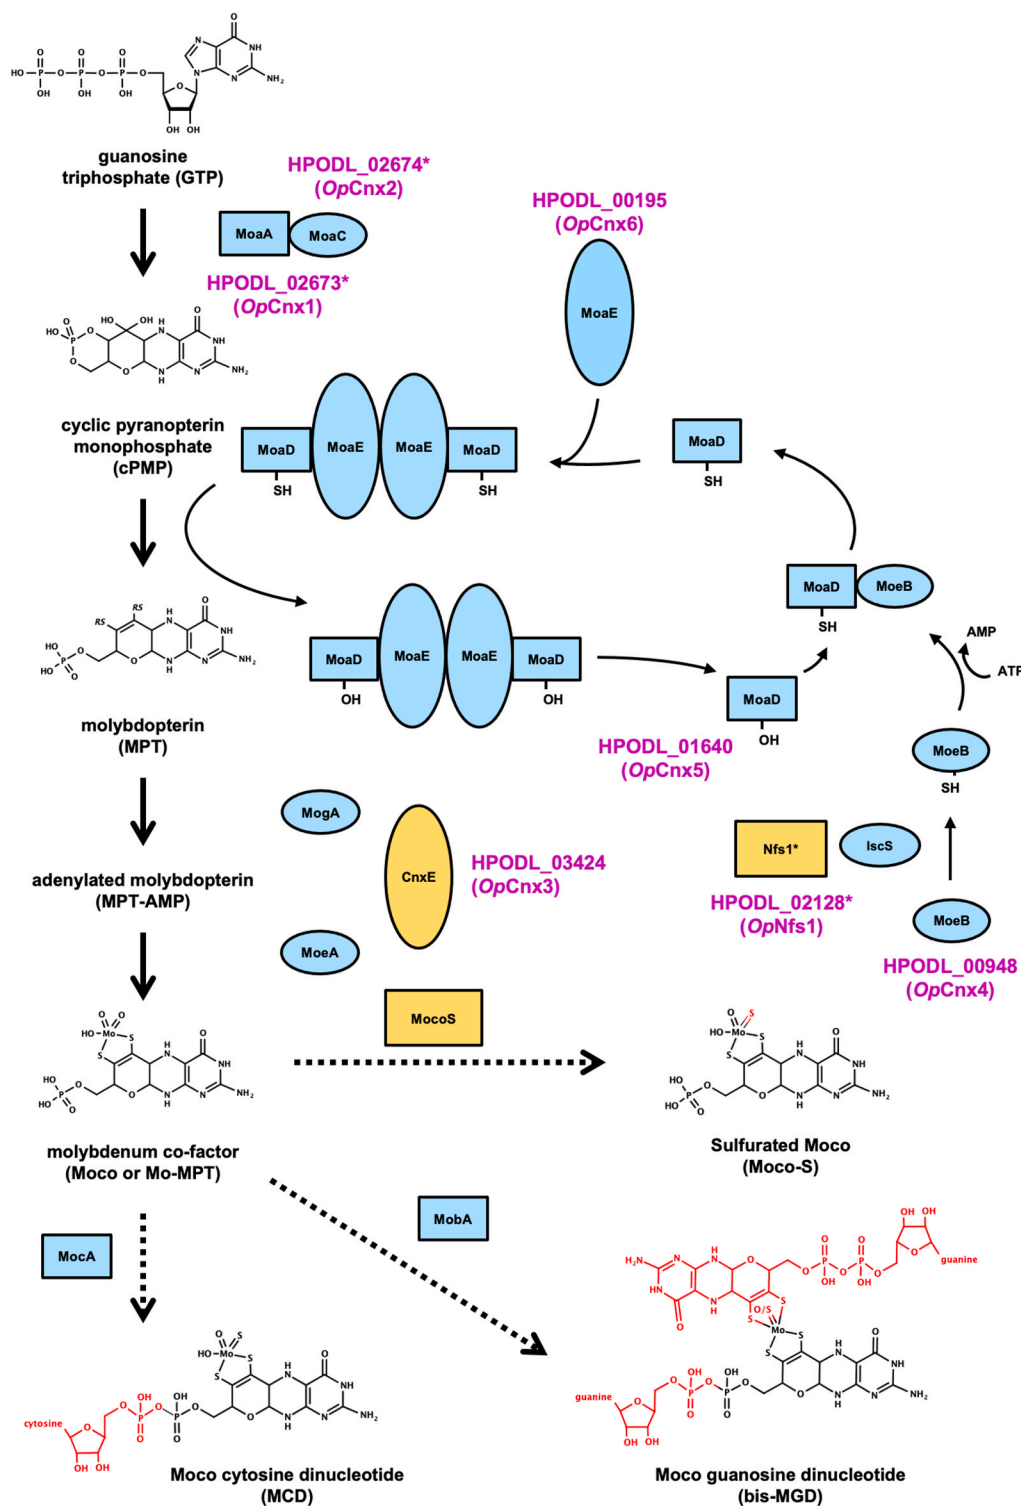 guanosine
triphosphate (GTP)
HPODL_02674*
(OpCnx2)
MoaA
MoaC
HPODL_02673*
(OpCnx1)
HPODL_00195
(OpCnx6)
MoaE
cyclic pyranopterin
monophosphate
(cPMP)
MoaD
SH
MoaE
MoaE
MoaD
SH
MoaD
SH
MoaD
SH
MoeB
AMP
ATP
molybdopterin
(MPT)
MoaD
OH
MoaE
MoaE
MoaD
OH
MoaD
OH
HPODL_01640
(OpCnx5)
MoeB
SH
MogA
CnxE
HPODL_03424
(OpCnx3)
Nfs1*
IscS
HPODL_02128*
(OpNfs1)
MoeB
HPODL_00948
(OpCnx4)
adenylated molybdopterin
(MPT-AMP)
MoeA
MocoS
molybdenum co-factor
(Moco or Mo-MPT)
Sulfurated Moco
(Moco-S)
MocA
MobA
cytosine
Moco cytosine dinucleotide
(MCD)
guanine
guanine
Moco guanosine dinucleotide
(bis-MGD)